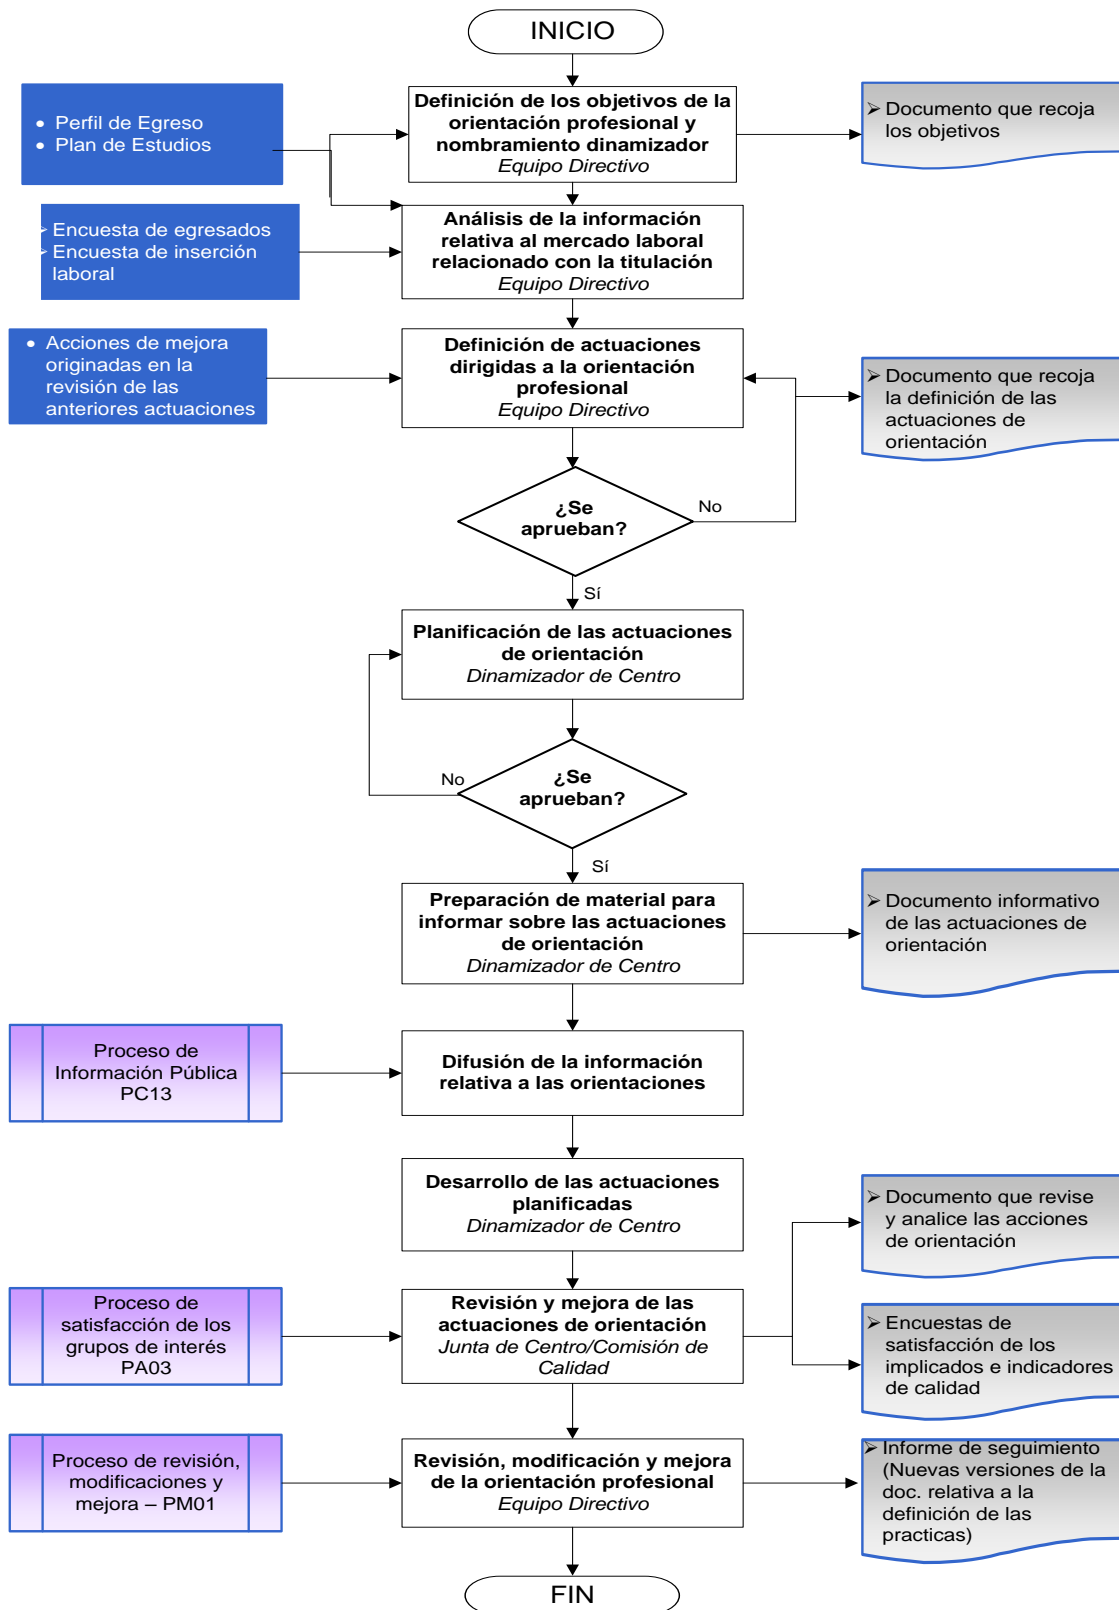 INICIO
• Perfil de Egreso
• Plan de Estudios
Definición de los objetivos de la
orientación profesional y
nombramiento dinamizador
Equipo Directivo
➢ Documento que recoja
los objetivos
➢ Encuesta de egresados
➢ Encuesta de inserción
laboral
Análisis de la información
relativa al mercado laboral
relacionado con la titulación
Equipo Directivo
• Acciones de mejora
originadas en la
revisión de las
anteriores actuaciones
Definición de actuaciones
dirigidas a la orientación
profesional
Equipo Directivo
➢ Documento que recoja
la definición de las
actuaciones de
orientación
¿Se
aprueban?
No
Sí
Planificación de las actuaciones
de orientación
Dinamizador de Centro
¿Se
aprueban?
No
Sí
Preparación de material para
informar sobre las actuaciones
de orientación
Dinamizador de Centro
➢ Documento informativo
de las actuaciones de
orientación
Proceso de
Información Pública
PC13
Difusión de la información
relativa a las orientaciones
Desarrollo de las actuaciones
planificadas
Dinamizador de Centro
➢ Documento que revise
y analice las acciones
de orientación
Proceso de
satisfacción de los
grupos de interés
PA03
Revisión y mejora de las
actuaciones de orientación
Junta de Centro/Comisión de
Calidad
➢ Encuestas de
satisfacción de los
implicados e indicadores
de calidad
Proceso de revisión,
modificaciones y
mejora – PM01
Revisión, modificación y mejora
de la orientación profesional
Equipo Directivo
➢ Informe de seguimiento
(Nuevas versiones de la
doc. relativa a la
definición de las
practicas)
FIN